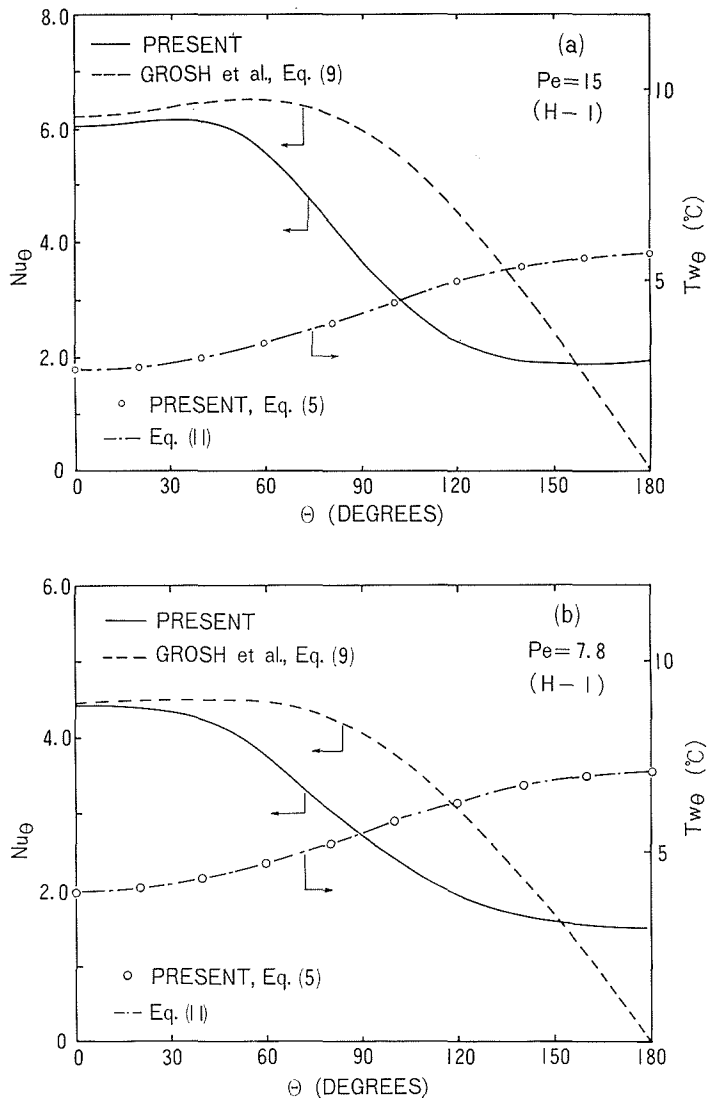 8.0
PRESENT
(a)
GROSH et al., Eq. (9)
Pe=15
(H-1)
10
6.0
4.0
Nuθ
Twθ (°C)
5
2.0
PRESENT, Eq. (5)
Eq. (11)
0
0 30 60 90 120 150 180
Θ (DEGREES)
6.0
PRESENT
(b)
GROSH et al., Eq. (9)
Pe=7.8
(H-1)
10
4.0
Nuθ
Twθ (°C)
5
2.0
PRESENT, Eq. (5)
Eq. (11)
0
0 30 60 90 120 150 180
Θ (DEGREES)